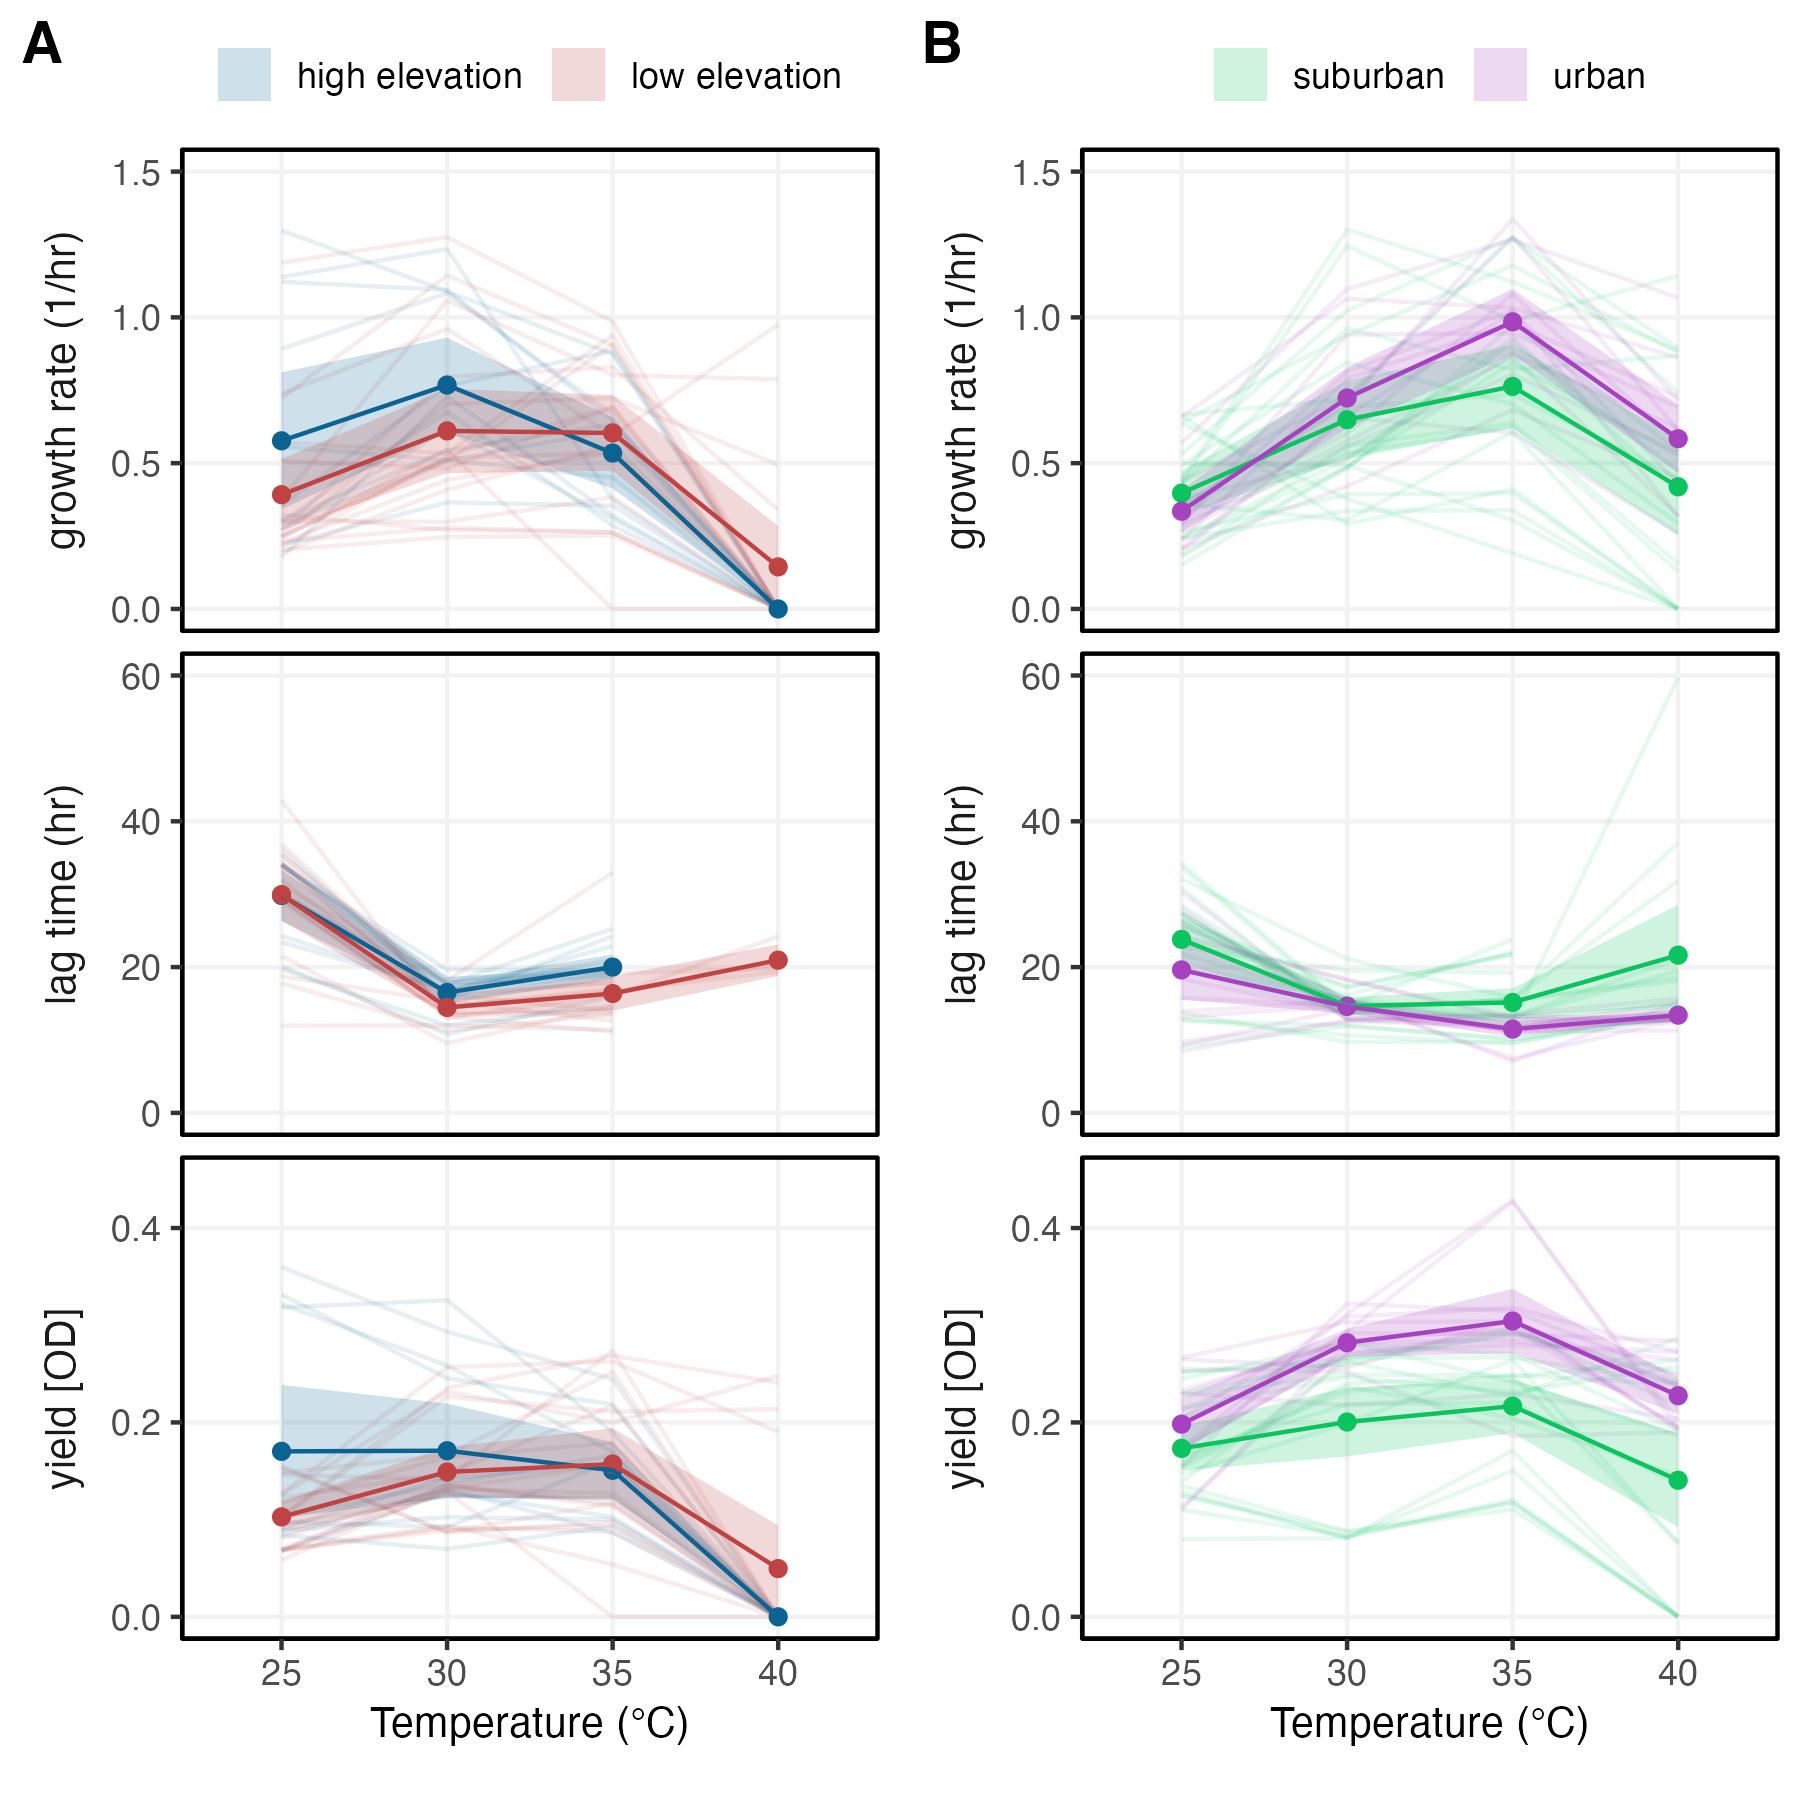 A
high elevation
low elevation
1.5
1.0
0.5
0.0
growth rate (1/hr)
60
40
20
0
lag time (hr)
0.4
0.2
0.0
yield [OD]
25 30 35 40
Temperature (°C)
B
suburban
urban
1.5
1.0
0.5
0.0
growth rate (1/hr)
60
40
20
0
lag time (hr)
0.4
0.2
0.0
yield [OD]
25 30 35 40
Temperature (°C)